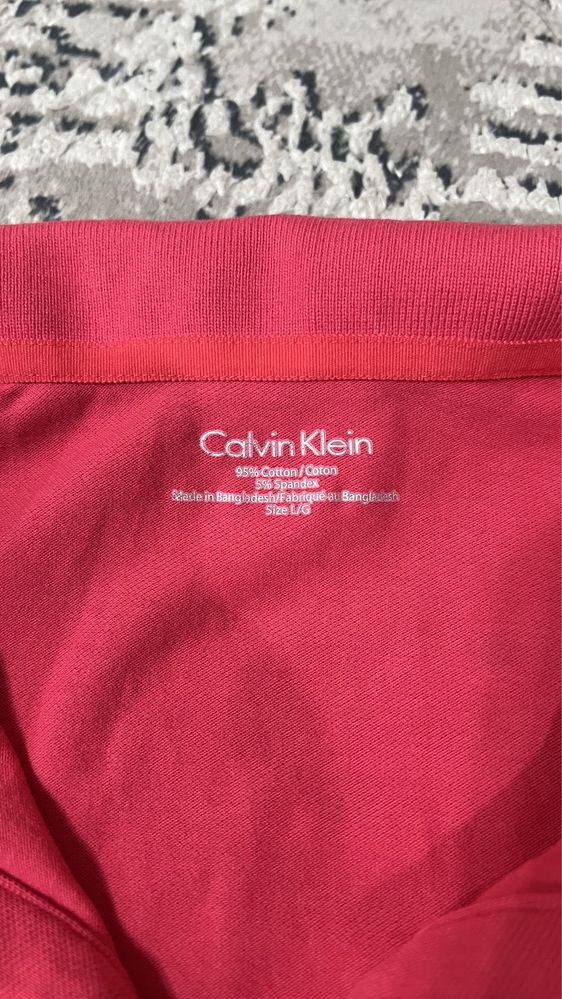 Calvin Klein
95% Cotton / Coton
5% Spandex
Made in Bangladesh/Fabriqué au Bangladesh
Size L/G